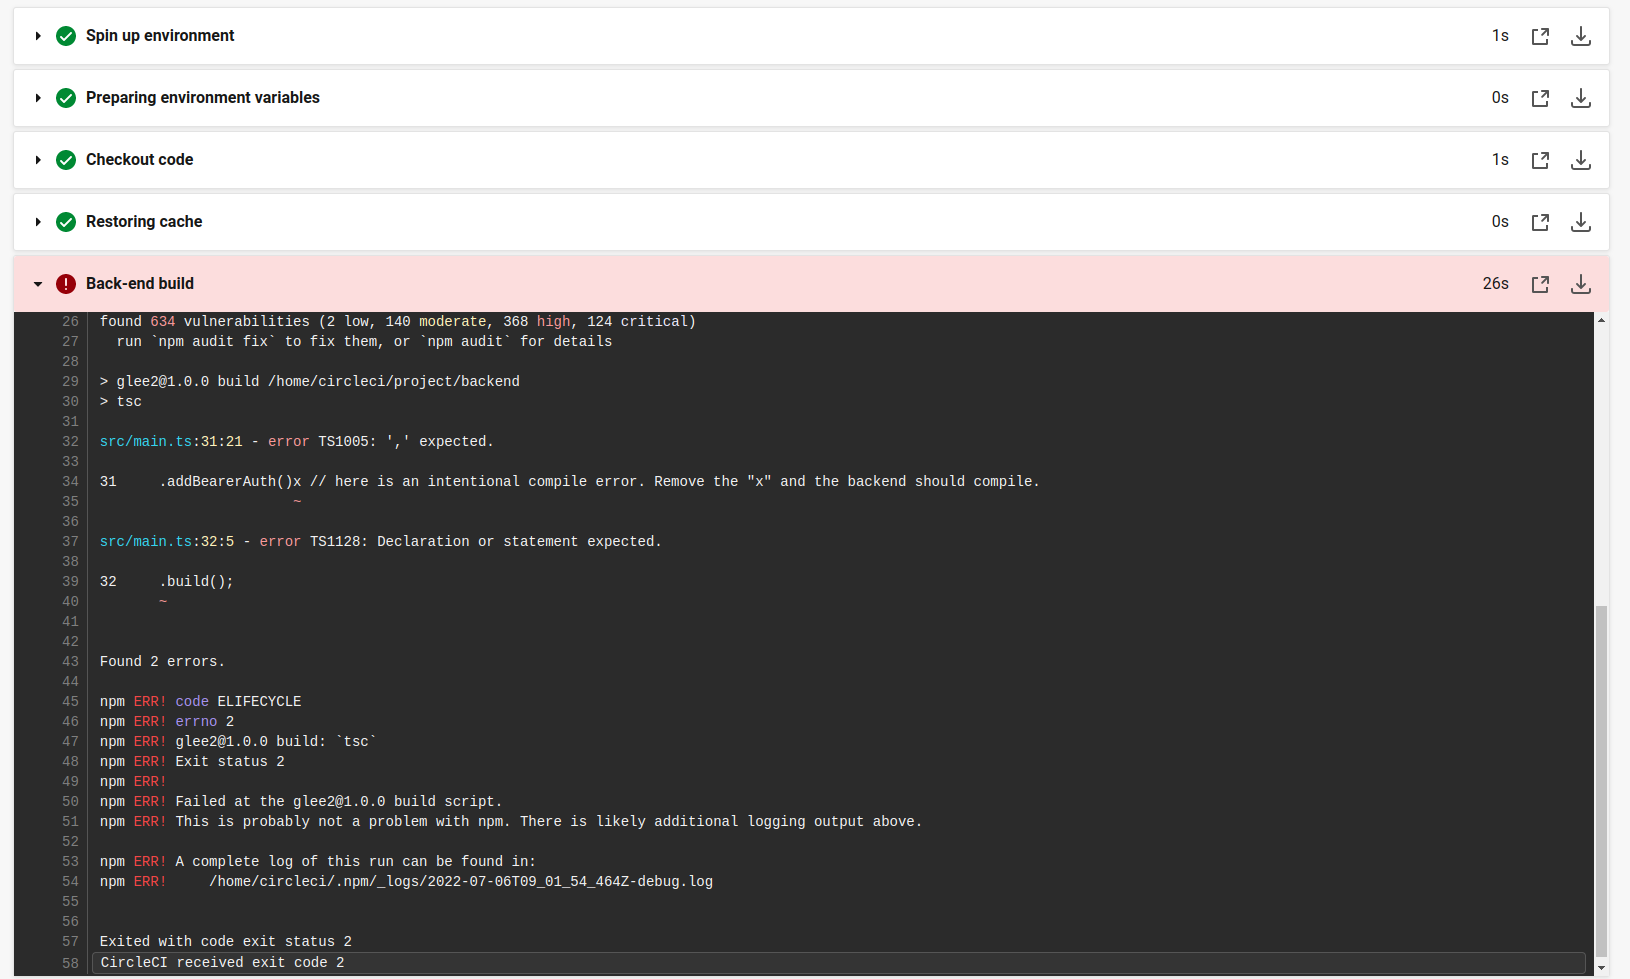 Spin up environment 1s
Preparing environment variables 0s
Checkout code 1s
Restoring cache 0s
Back-end build 26s
26 found 634 vulnerabilities (2 low, 140 moderate, 368 high, 124 critical)
27 run `npm audit fix` to fix them, or `npm audit` for details
28
29 > glee2@1.0.0 build /home/circleci/project/backend
30 > tsc
31
32 src/main.ts:31:21 - error TS1005: ',' expected.
33
34 31 .addBearerAuth()x // here is an intentional compile error. Remove the "x" and the backend should compile.
35 ~
36
37 src/main.ts:32:5 - error TS1128: Declaration or statement expected.
38
39 32 .build();
40 ~
41
42
43 Found 2 errors.
44
45 npm ERR! code ELIFECYCLE
46 npm ERR! errno 2
47 npm ERR! glee2@1.0.0 build: `tsc`
48 npm ERR! Exit status 2
49 npm ERR!
50 npm ERR! Failed at the glee2@1.0.0 build script.
51 npm ERR! This is probably not a problem with npm. There is likely additional logging output above.
52
53 npm ERR! A complete log of this run can be found in:
54 npm ERR! /home/circleci/.npm/_logs/2022-07-06T09_01_54_464Z-debug.log
55
56
57 Exited with code exit status 2
58 CircleCI received exit code 2